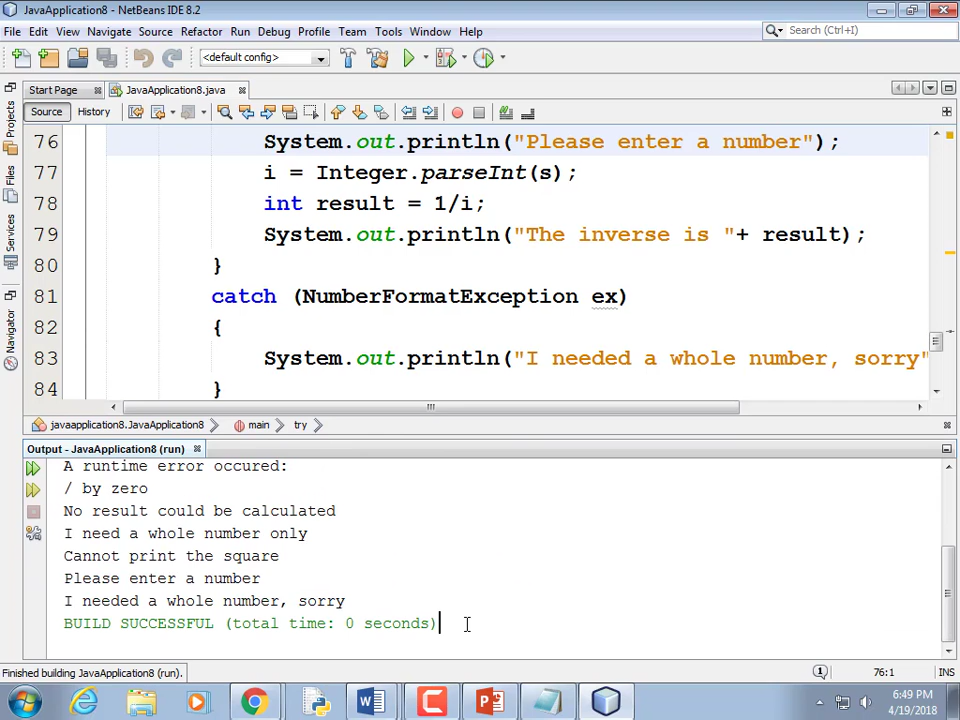 JavaApplication8 - NetBeans IDE 8.2
File Edit View Navigate Source Refactor Run Debug Profile Team Tools Window Help
Search (Ctrl+I)
<default config>
Start Page
JavaApplication8.java
Source History
Projects
Files
Services
Navigator
76 System.out.println("Please enter a number");
77 i = Integer.parseInt(s);
78 int result = 1/i;
79 System.out.println("The inverse is "+ result);
80 }
81 catch (NumberFormatException ex)
82 {
83 System.out.println("I needed a whole number, sorry"
84 }
javaapplication8.JavaApplication8 main try
Output - JavaApplication8 (run)
A runtime error occured:
/ by zero
No result could be calculated
I need a whole number only
Cannot print the square
Please enter a number
I needed a whole number, sorry
BUILD SUCCESSFUL (total time: 0 seconds)
Finished building JavaApplication8 (run).
1
76:1
INS
6:49 PM
4/19/2018